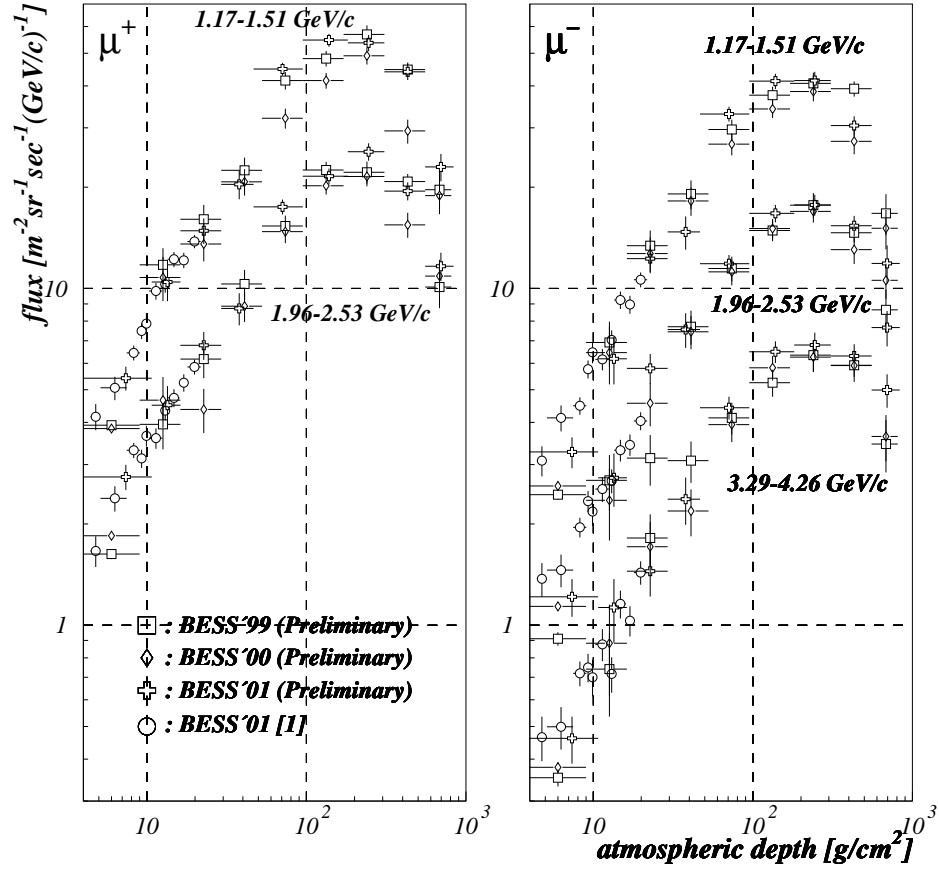 μ⁺
1.17-1.51 GeV/c
1.96-2.53 GeV/c
flux [m⁻²sr⁻¹sec⁻¹(GeV/c)⁻¹]
10
1
□ : BESS´99 (Preliminary)
◇ : BESS´00 (Preliminary)
✚ : BESS´01 (Preliminary)
○ : BESS´01 [1]
10
10²
10³
μ⁻
1.17-1.51 GeV/c
10
1.96-2.53 GeV/c
3.29-4.26 GeV/c
1
10
10²
10³
atmospheric depth [g/cm²]